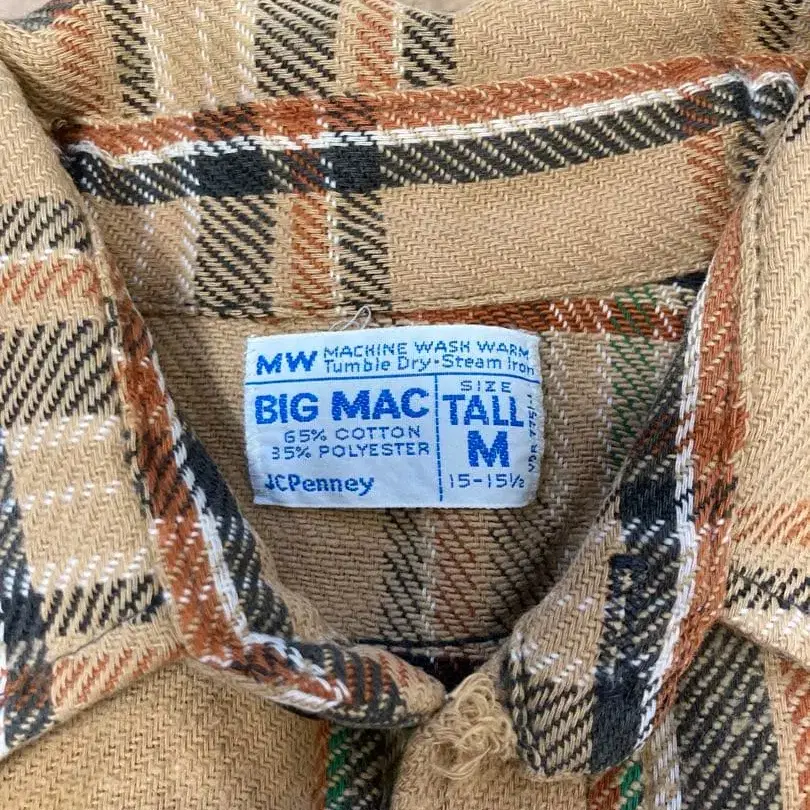 MW MACHINE WASH WARM
Tumble Dry·Steam Iron
BIG MAC
65% COTTON
35% POLYESTER
JCPenney
SIZE
TALL
M
15-15½